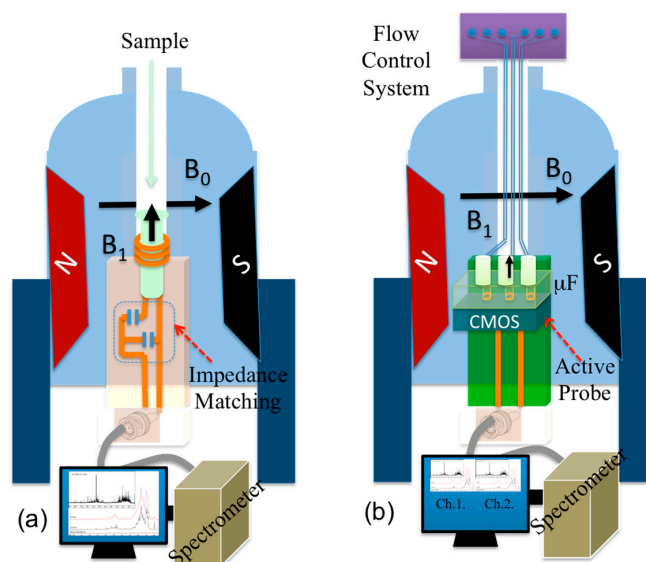 Sample
B0
N
S
B1
Impedance
Matching
Spectrometer
(a)
Flow
Control
System
B0
B1
N
S
μF
CMOS
Active
Probe
Ch.1. Ch.2.
Spectrometer
(b)